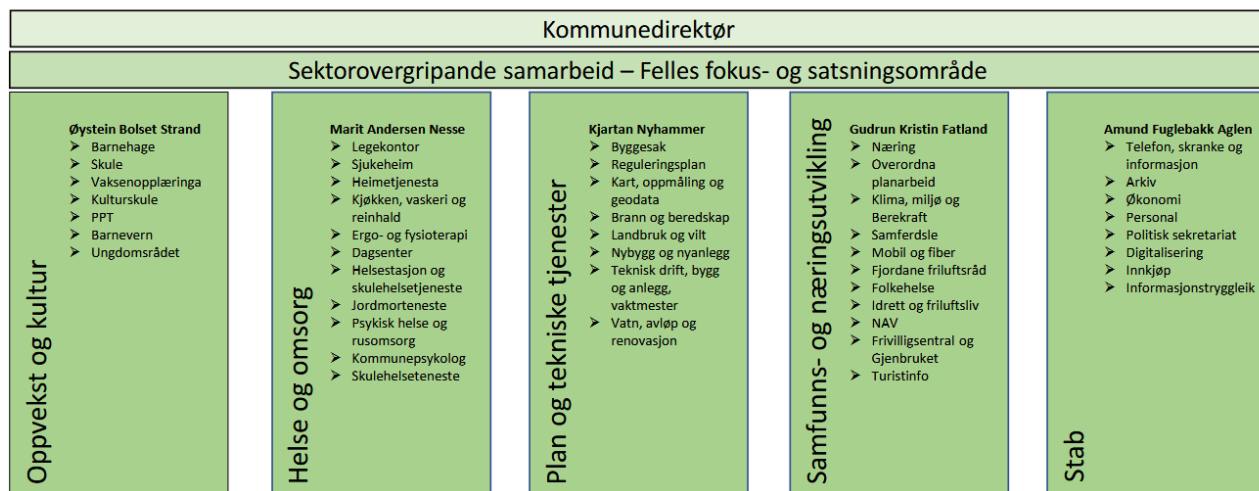 Kommunedirektør
Sektorovergripande samarbeid – Felles fokus- og satsningsområde
Oppvekst og kultur
Øystein Bolset Strand
➢ Barnehage
➢ Skule
➢ Vaksenopplæringa
➢ Kulturskule
➢ PPT
➢ Barnevern
➢ Ungdomsrådet
Helse og omsorg
Marit Andersen Nesse
➢ Legekontor
➢ Sjukeheim
➢ Heimetjenesta
➢ Kjøkken, vaskeri og
reinhald
➢ Ergo- og fysioterapi
➢ Dagsenter
➢ Helsestasjon og
skulehelsetjeneste
➢ Jordmorteneste
➢ Psykisk helse og
rusomsorg
➢ Kommunepsykolog
➢ Skulehelseteneste
Plan og tekniske tjenester
Kjartan Nyhammer
➢ Byggesak
➢ Reguleringsplan
➢ Kart, oppmåling og
geodata
➢ Brann og beredskap
➢ Landbruk og vilt
➢ Nybygg og nyanlegg
➢ Teknisk drift, bygg
og anlegg,
vaktmester
➢ Vatn, avløp og
renovasjon
Samfunns- og næringsutvikling
Gudrun Kristin Fatland
➢ Næring
➢ Overordna
planarbeid
➢ Klima, miljø og
Berekraft
➢ Samferdsle
➢ Mobil og fiber
➢ Fjordane friluftsråd
➢ Folkehelse
➢ Idrett og friluftsliv
➢ NAV
➢ Frivilligsentral og
Gjenbruket
➢ Turistinfo
Stab
Amund Fuglebakk Aglen
➢ Telefon, skranke og
informasjon
➢ Arkiv
➢ Økonomi
➢ Personal
➢ Politisk sekretariat
➢ Digitalisering
➢ Innkjøp
➢ Informasjonstryggleik